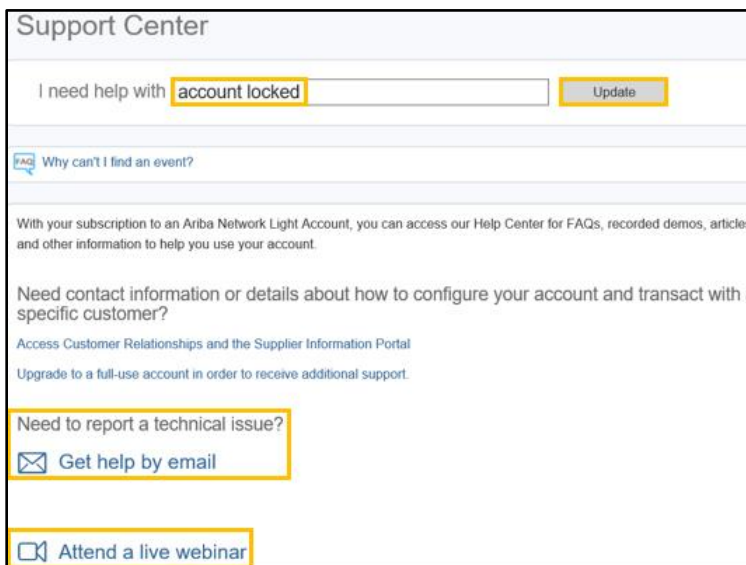 Support Center
I need help with account locked Update
FAQ Why can't I find an event?
With your subscription to an Ariba Network Light Account, you can access our Help Center for FAQs, recorded demos, articles
and other information to help you use your account.
Need contact information or details about how to configure your account and transact with
specific customer?
Access Customer Relationships and the Supplier Information Portal
Upgrade to a full-use account in order to receive additional support.
Need to report a technical issue?
Get help by email
Attend a live webinar